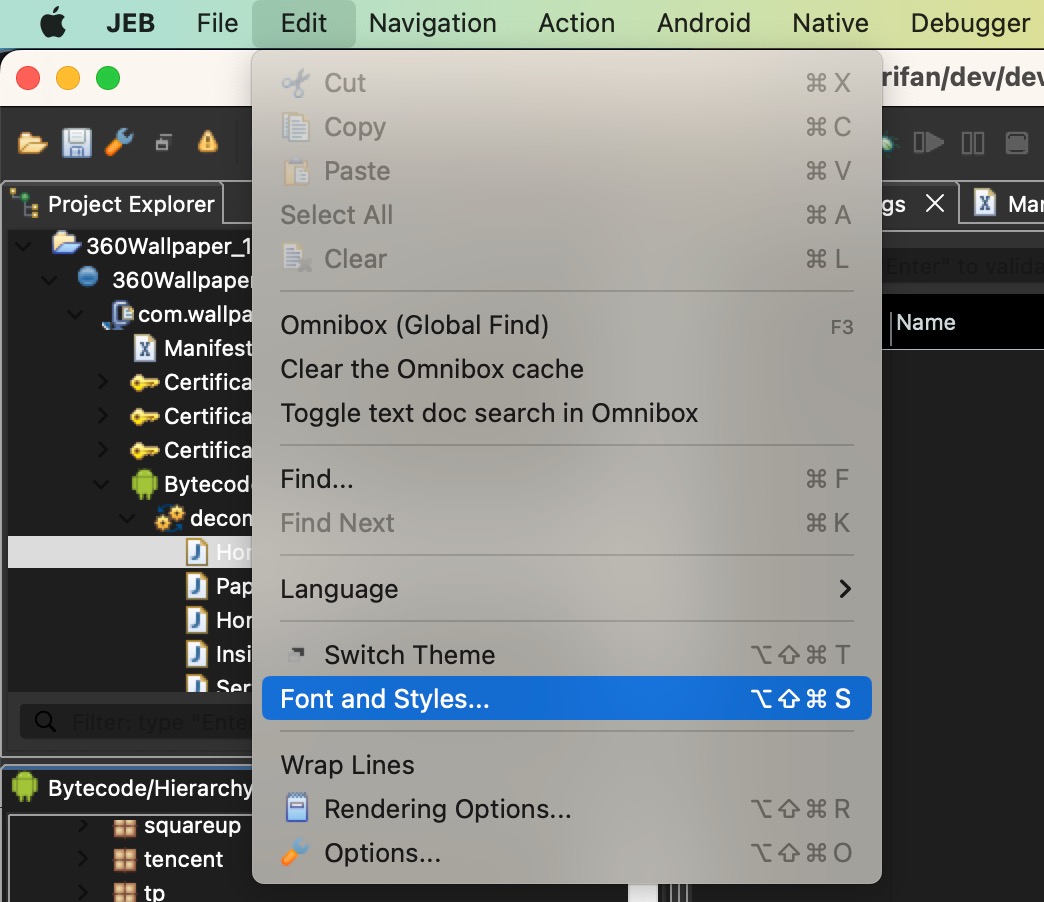 JEB File Edit Navigation Action Android Native Debugger
rifan/dev/dev
Cut ⌘ X
Copy ⌘ C
Paste ⌘ V
Select All ⌘ A
Clear ⌘ L
Omnibox (Global Find) F3
Clear the Omnibox cache
Toggle text doc search in Omnibox
Find... ⌘ F
Find Next ⌘ K
Language
Switch Theme ⌥⇧⌘ T
Font and Styles... ⌥⇧⌘ S
Wrap Lines
Rendering Options... ⌥⇧⌘ R
Options... ⌥⇧⌘ O
Project Explorer
360Wallpaper_1
360Wallpaper
com.wallpa
Manifest
Certifica
Certifica
Certifica
Bytecod
decom
Hor
Pap
Hor
Insi
Ser
Filter: type "Ente
Bytecode/Hierarchy
squareup
tencent
tp
gs
Mar
Enter" to valida
Name